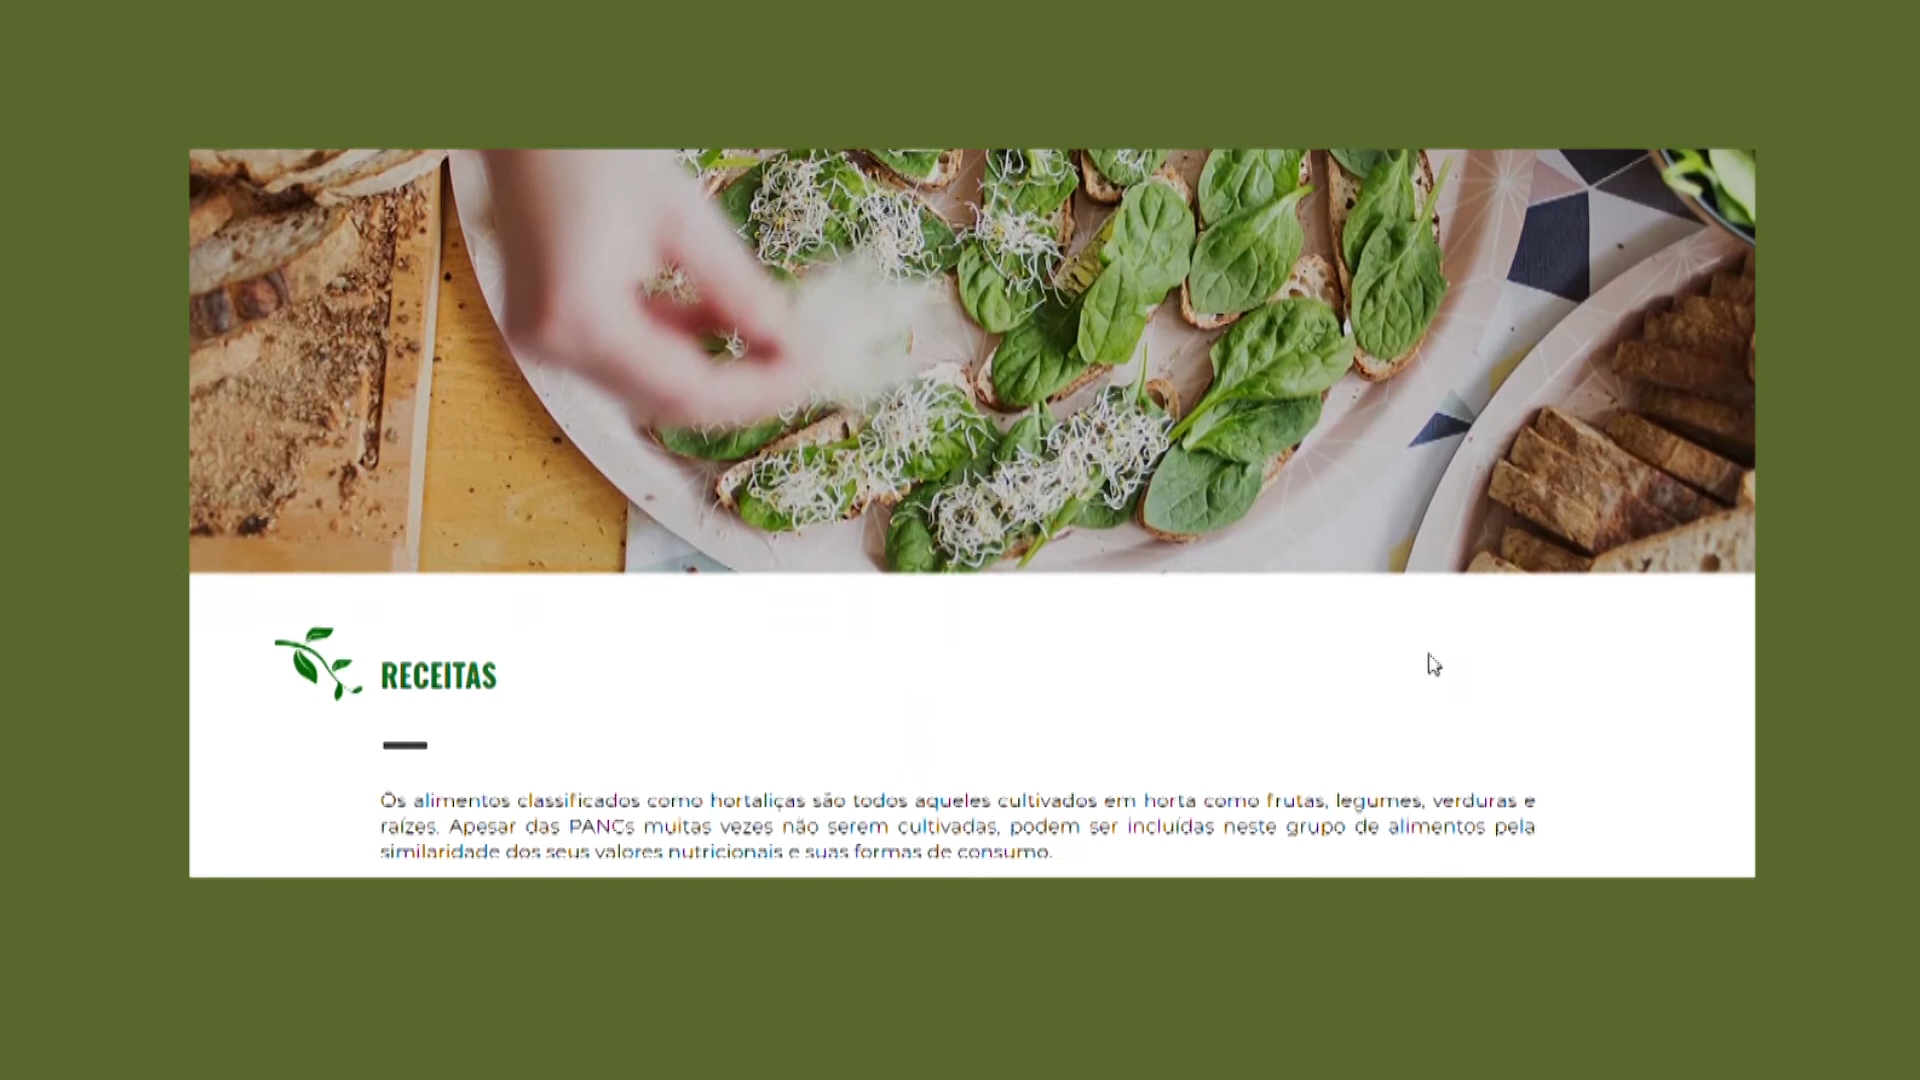 RECEITAS
Os alimentos classificados como hortaliças são todos aqueles cultivados em horta como frutas, legumes, verduras e
raízes. Apesar das PANCs muitas vezes não serem cultivadas, podem ser incluídas neste grupo de alimentos pela
similaridade dos seus valores nutricionais e suas formas de consumo.